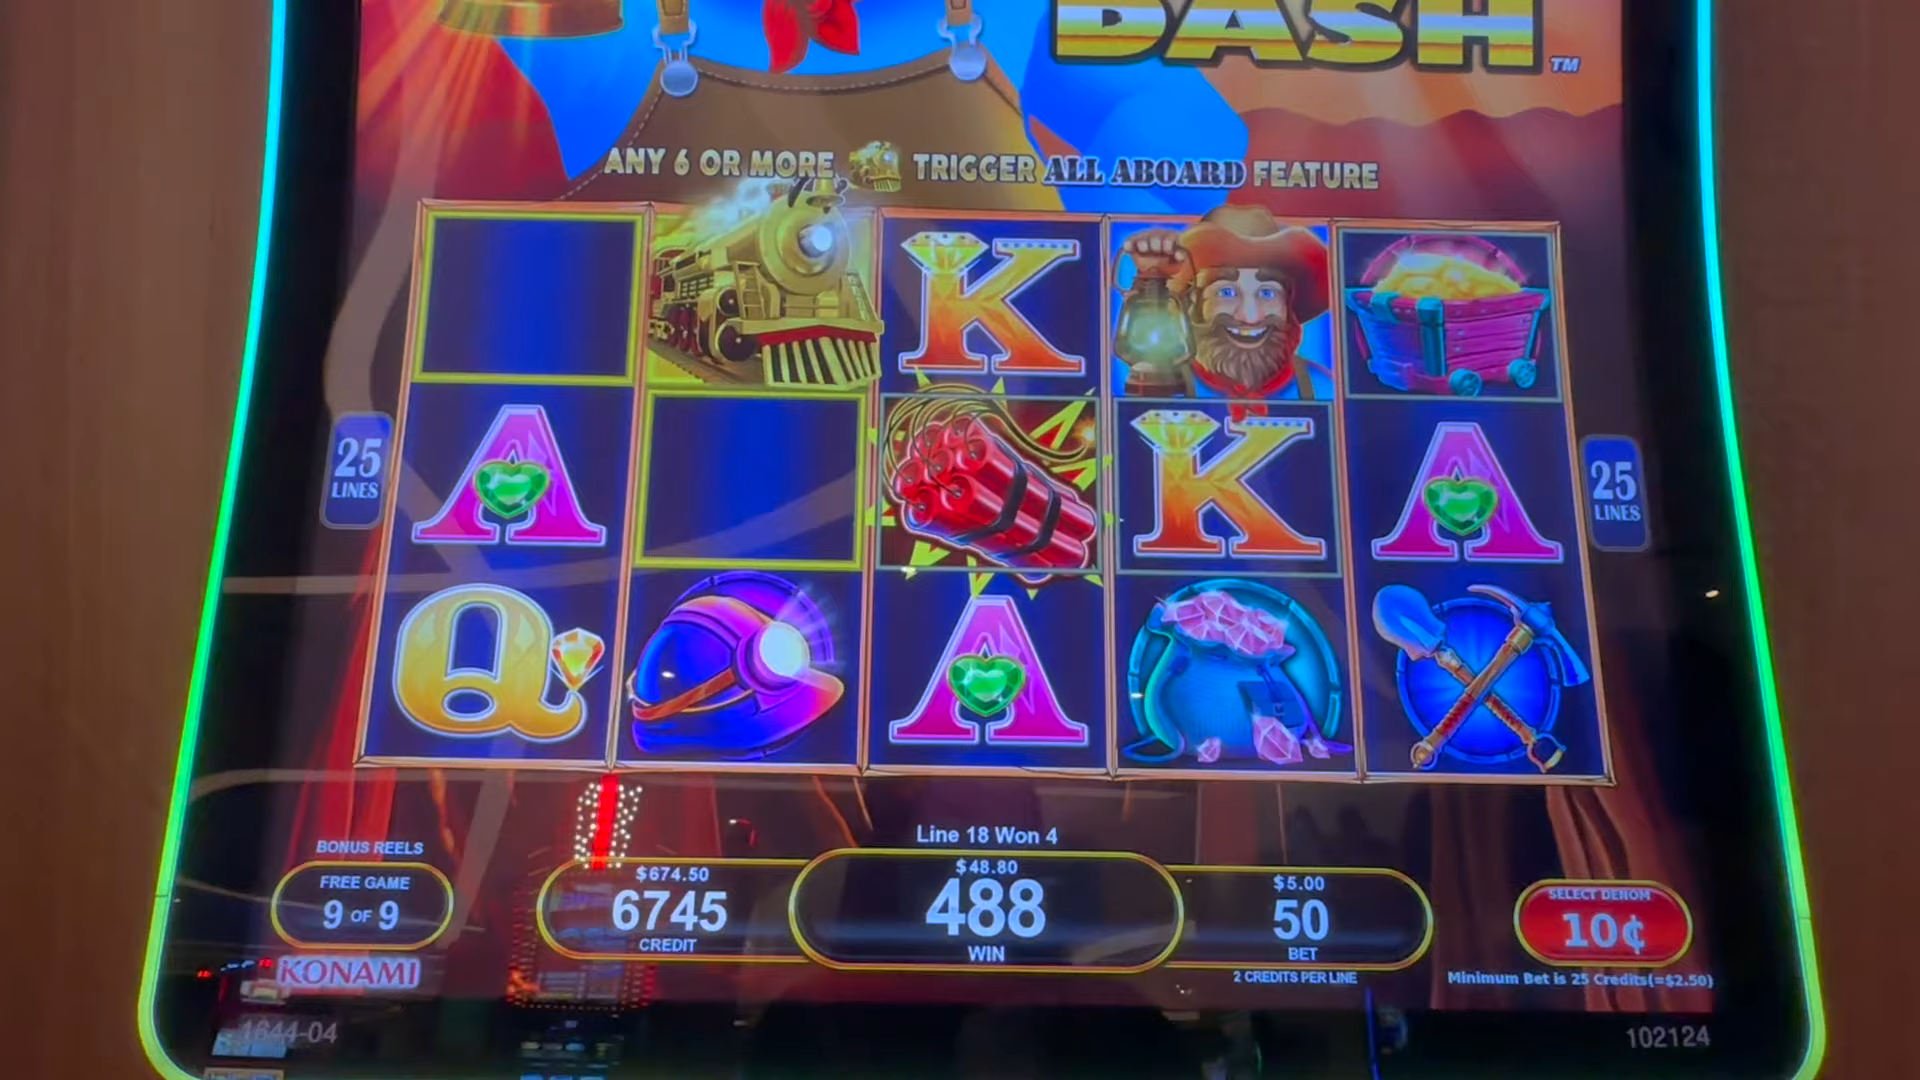 DASH™
ANY 6 OR MORE TRIGGER ALL ABOARD FEATURE
K
25 LINES
A
K
A
25 LINES
Q
A
Line 18 Won 4
BONUS REELS
FREE GAME
9 OF 9
$674.50
6745
CREDIT
$48.80
488
WIN
$5.00
50
BET
2 CREDITS PER LINE
SELECT DENOM
10¢
Minimum Bet is 25 Credits(=$2.50)
KONAMI
1644-04
102124